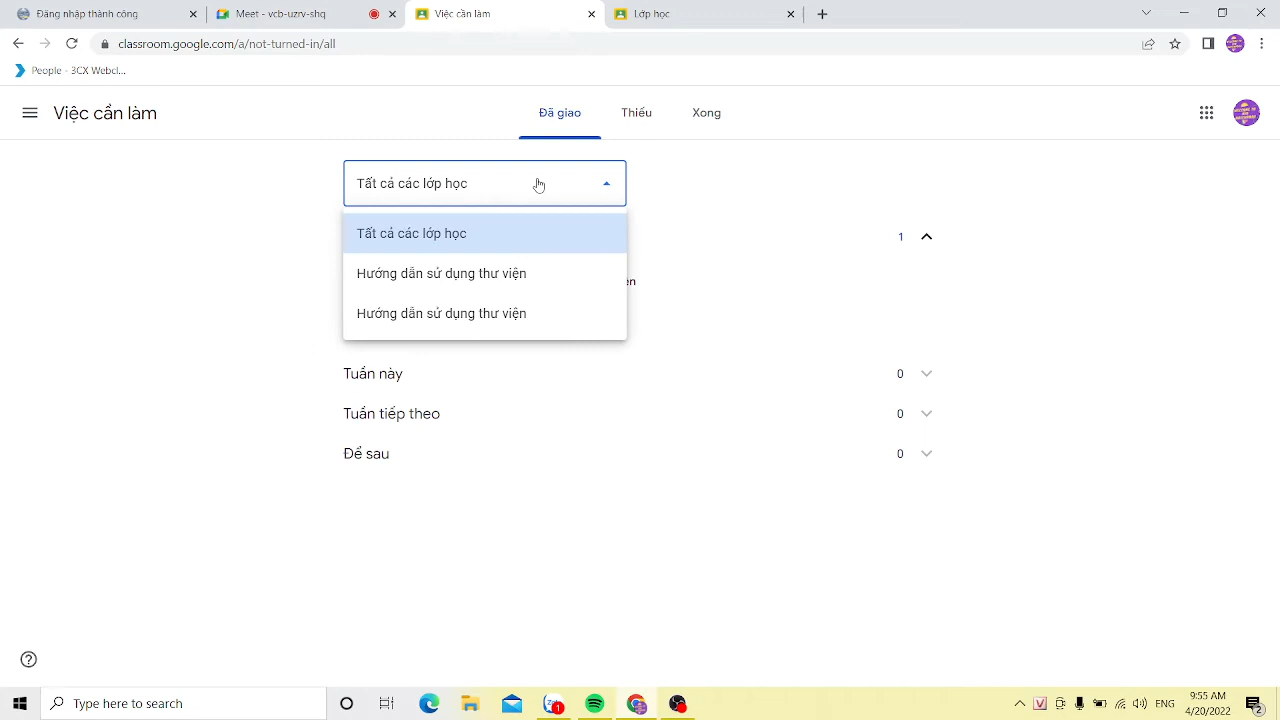 Đăng nhập thành công
Meet - vcb-uzrv-shq
Việc cần làm
Lớp học
classroom.google.com/a/not-turned-in/all
People - 3CX Webcl...
Việc cần làm
Đã giao
Thiếu
Xong
Tất cả các lớp học
Tất cả các lớp học
1
Hướng dẫn sử dụng thư viện
ện
Hướng dẫn sử dụng thư viện
Tuần này
0
Tuần tiếp theo
0
Để sau
0
Type here to search
1
ENG
9:55 AM
4/20/2022
2